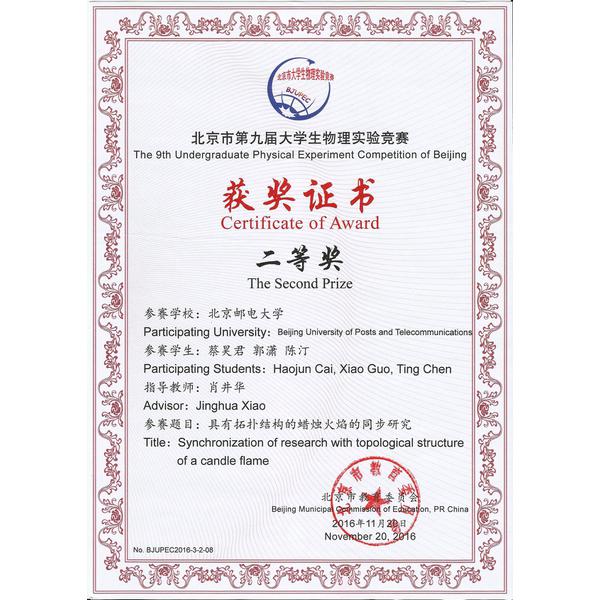 北京市大学生物理实验竞赛
BJUPEC
北京市第九届大学生物理实验竞赛
The 9th Undergraduate Physical Experiment Competition of Beijing
获奖证书
Certificate of Award
二等奖
The Second Prize
参赛学校：北京邮电大学
Participating University：Beijing University of Posts and Telecommunications
参赛学生：蔡昊君 郭潇 陈汀
Participating Students：Haojun Cai, Xiao Guo, Ting Chen
指导教师：肖井华
Advisor：Jinghua Xiao
参赛题目：具有拓扑结构的蜡烛火焰的同步研究
Title：Synchronization of research with topological structure
of a candle flame
北京市教育委员会
北京市教育委员会
Beijing Municipal Commission of Education, PR China
2016年11月20日
November 20, 2016
No. BJUPEC2016-3-2-08